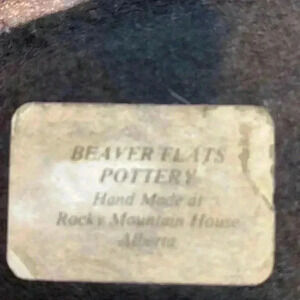 BEAVER FLATS
POTTERY
Hand Made at
Rocky Mountain House
Alberta